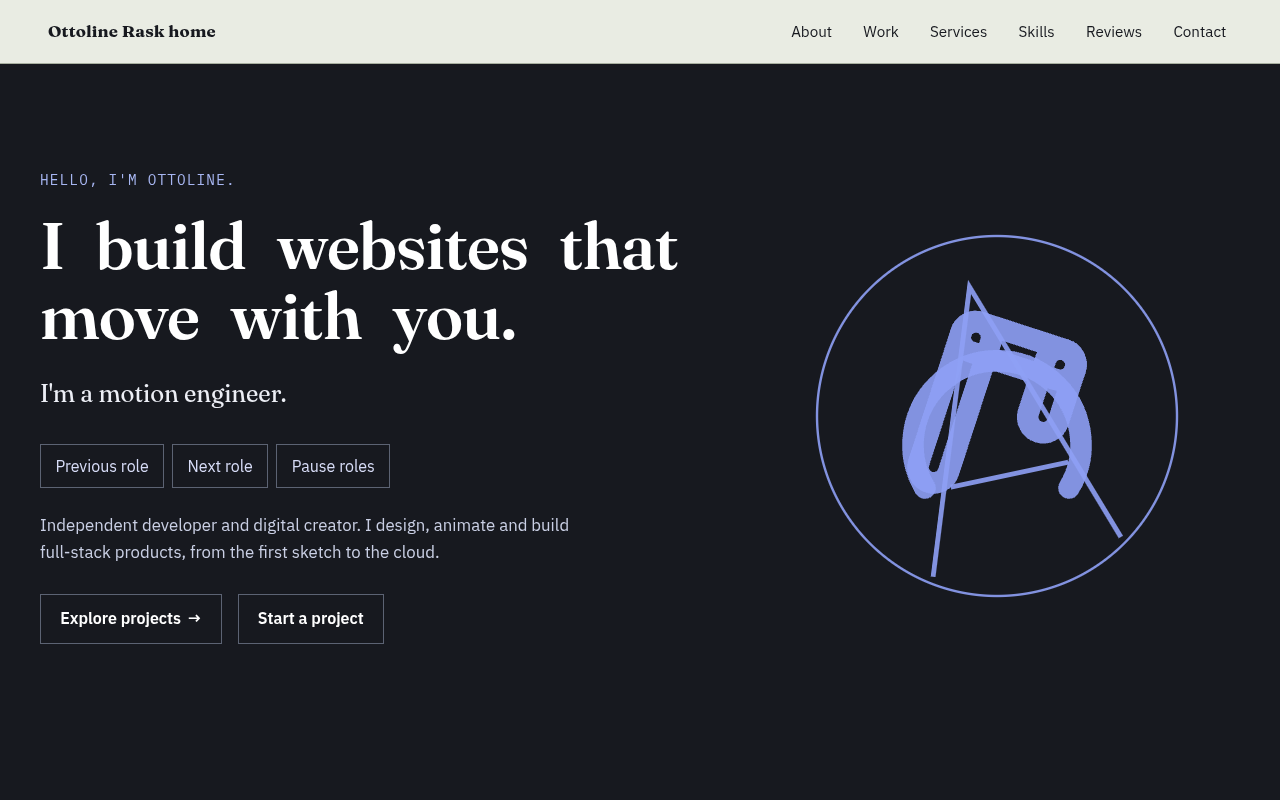 Ottoline Rask home
About Work Services Skills Reviews Contact
HELLO, I'M OTTOLINE.
I build websites that
move with you.
I'm a motion engineer.
Previous role Next role Pause roles
Independent developer and digital creator. I design, animate and build
full-stack products, from the first sketch to the cloud.
Explore projects → Start a project